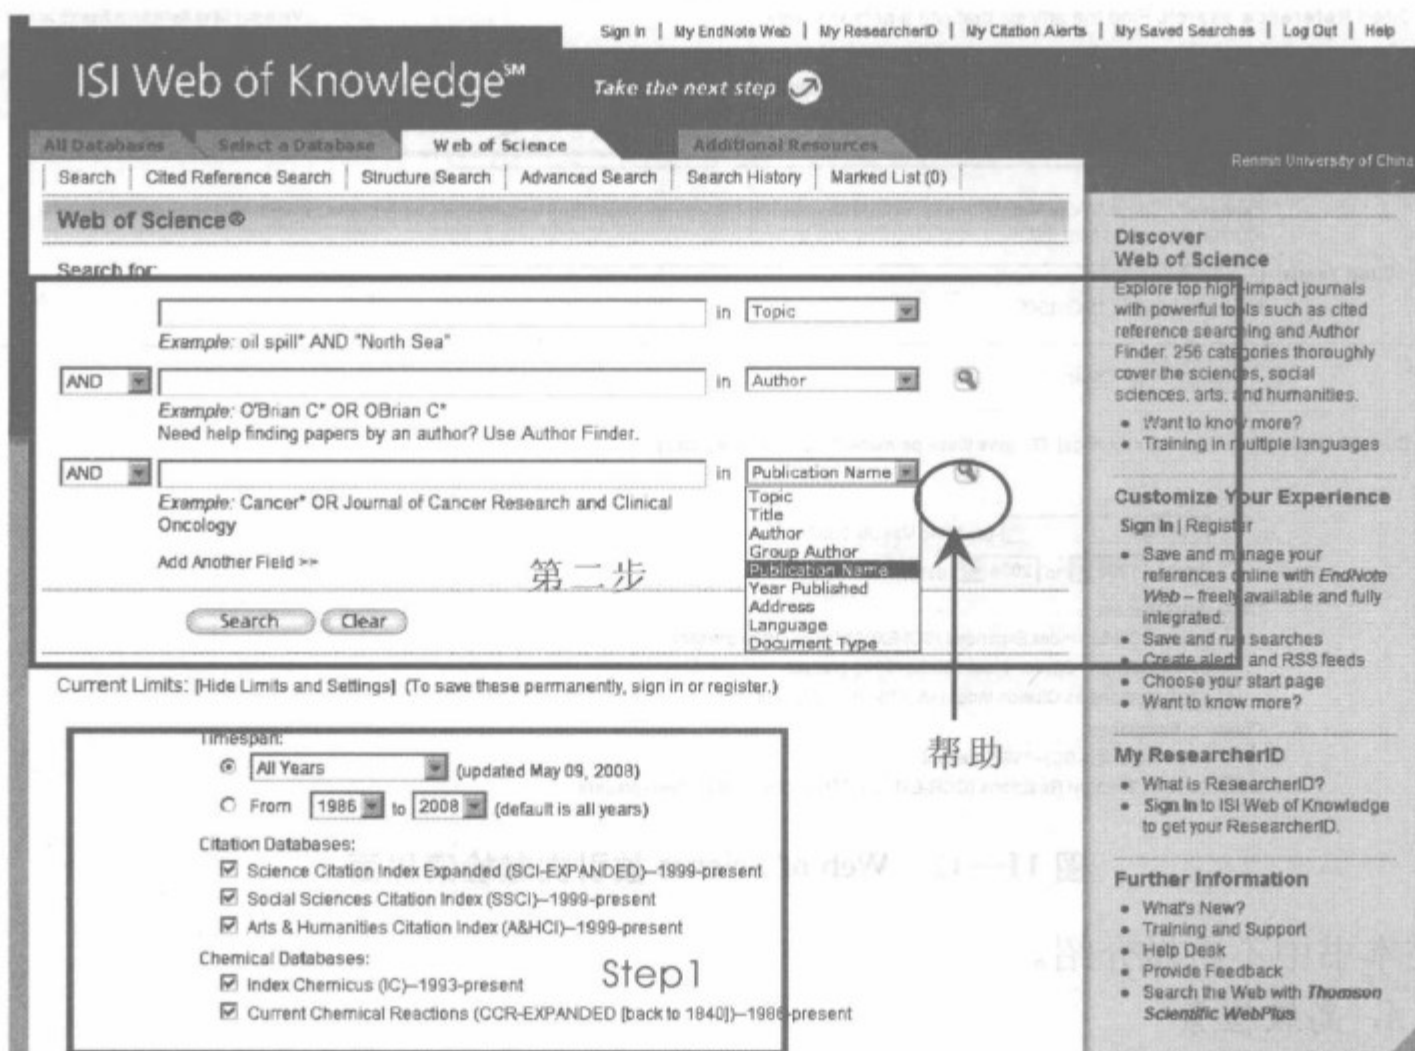 Sign In | My EndNote Web | My ResearcherID | My Citation Alerts | My Saved Searches | Log Out | Help
ISI Web of Knowledge℠
Take the next step
All Databases
Select a Database
Web of Science
Additional Resources
Renmin University of China
Search | Cited Reference Search | Structure Search | Advanced Search | Search History | Marked List (0)
Web of Science®
Search for:
in Topic
Example: oil spill* AND "North Sea"
AND
in Author
Example: O'Brian C* OR OBrian C*
Need help finding papers by an author? Use Author Finder.
AND
in Publication Name
Example: Cancer* OR Journal of Cancer Research and Clinical
Oncology
Topic
Title
Author
Group Author
Publication Name
Year Published
Address
Language
Document Type
Add Another Field >>
第二步
Search
Clear
帮助
Current Limits: [Hide Limits and Settings] (To save these permanently, sign in or register.)
Timespan:
All Years (updated May 09, 2008)
From 1986 to 2008 (default is all years)
Citation Databases:
Science Citation Index Expanded (SCI-EXPANDED)--1999-present
Social Sciences Citation Index (SSCI)--1999-present
Arts & Humanities Citation Index (A&HCI)--1999-present
Chemical Databases:
Index Chemicus (IC)--1993-present
Current Chemical Reactions (CCR-EXPANDED [back to 1840])--1986-present
Step1
Discover
Web of Science
Explore top high-impact journals
with powerful tools such as cited
reference searching and Author
Finder. 256 categories thoroughly
cover the sciences, social
sciences, arts, and humanities.
Want to know more?
Training in multiple languages
Customize Your Experience
Sign In | Register
Save and manage your
references online with EndNote
Web – freely available and fully
integrated.
Save and run searches
Create alerts and RSS feeds
Choose your start page
Want to know more?
My ResearcherID
What is ResearcherID?
Sign In to ISI Web of Knowledge
to get your ResearcherID.
Further Information
What's New?
Training and Support
Help Desk
Provide Feedback
Search the Web with Thomson
Scientific WebPlus